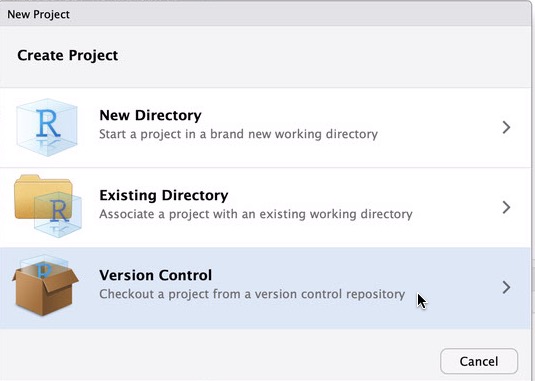 New Project
Create Project
New Directory
Start a project in a brand new working directory
R
Existing Directory
Associate a project with an existing working directory
R
Version Control
Checkout a project from a version control repository
Cancel